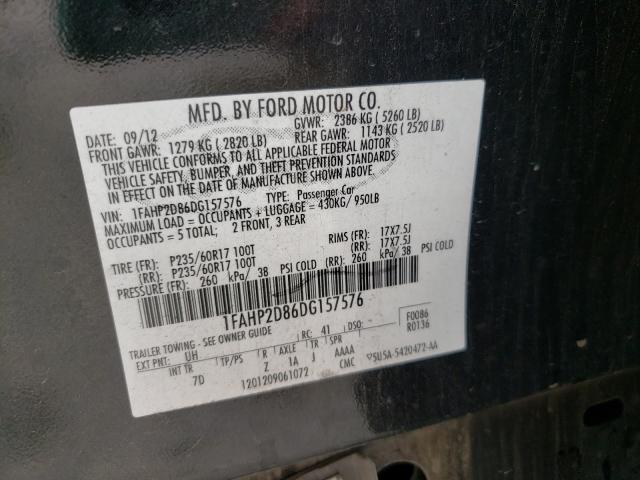 MFD. BY FORD MOTOR CO.
DATE: 09/12 GVWR: 2386 KG ( 5260 LB)
FRONT GAWR: 1279 KG ( 2820 LB) REAR GAWR: 1143 KG ( 2520 LB)
THIS VEHICLE CONFORMS TO ALL APPLICABLE FEDERAL MOTOR
VEHICLE SAFETY, BUMPER, AND THEFT PREVENTION STANDARDS
IN EFFECT ON THE DATE OF MANUFACTURE SHOWN ABOVE.
VIN: 1FAHP2D86DG157576 TYPE: Passenger Car
MAXIMUM LOAD = OCCUPANTS + LUGGAGE = 430KG/ 950LB
OCCUPANTS = 5 TOTAL: 2 FRONT, 3 REAR
TIRE (FR): P235/60R17 100T RIMS (FR): 17X7.5J
(RR): P235/60R17 100T (RR): 17X7.5J
PRESSURE (FR): 260 kPa/ 38 PSI COLD (RR): 260 kPa/ 38 PSI COLD
1FAHP2D86DG157576
TRAILER TOWING - SEE OWNER GUIDE RC: 41 DSO: F0086
R0136
EXT PNT: UH
INT TR TP/PS R AXLE TR SPR
7D Z 1A J AAAA
1201209061072 CMC 5U5A-5420472-AA